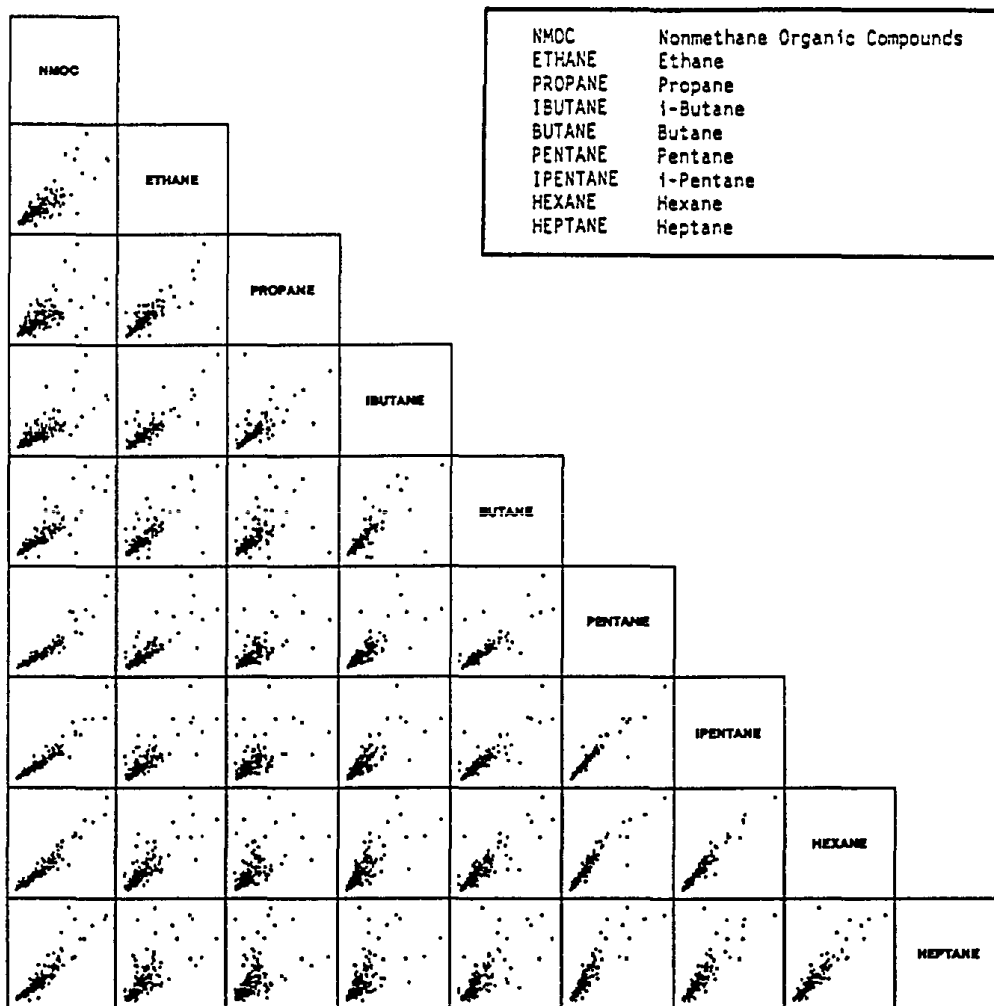 NMOC Nonmethane Organic Compounds
ETHANE Ethane
PROPANE Propane
IBUTANE i-Butane
BUTANE Butane
PENTANE Pentane
IPENTANE i-Pentane
HEXANE Hexane
HEPTANE Heptane
NMOC
ETHANE
PROPANE
IBUTANE
BUTANE
PENTANE
IPENTANE
HEXANE
HEPTANE